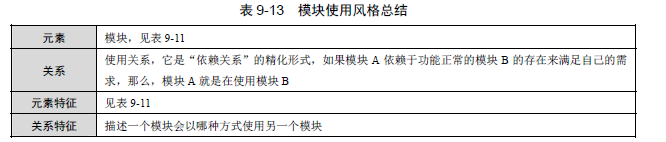 表 9-13 模块使用风格总结
元素 模块，见表 9-11
关系 使用关系，它是“依赖关系”的精化形式，如果模块 A 依赖于功能正常的模块 B 的存在来满足自己的需
求，那么，模块 A 就是在使用模块 B
元素特征 见表 9-11
关系特征 描述一个模块会以哪种方式使用另一个模块